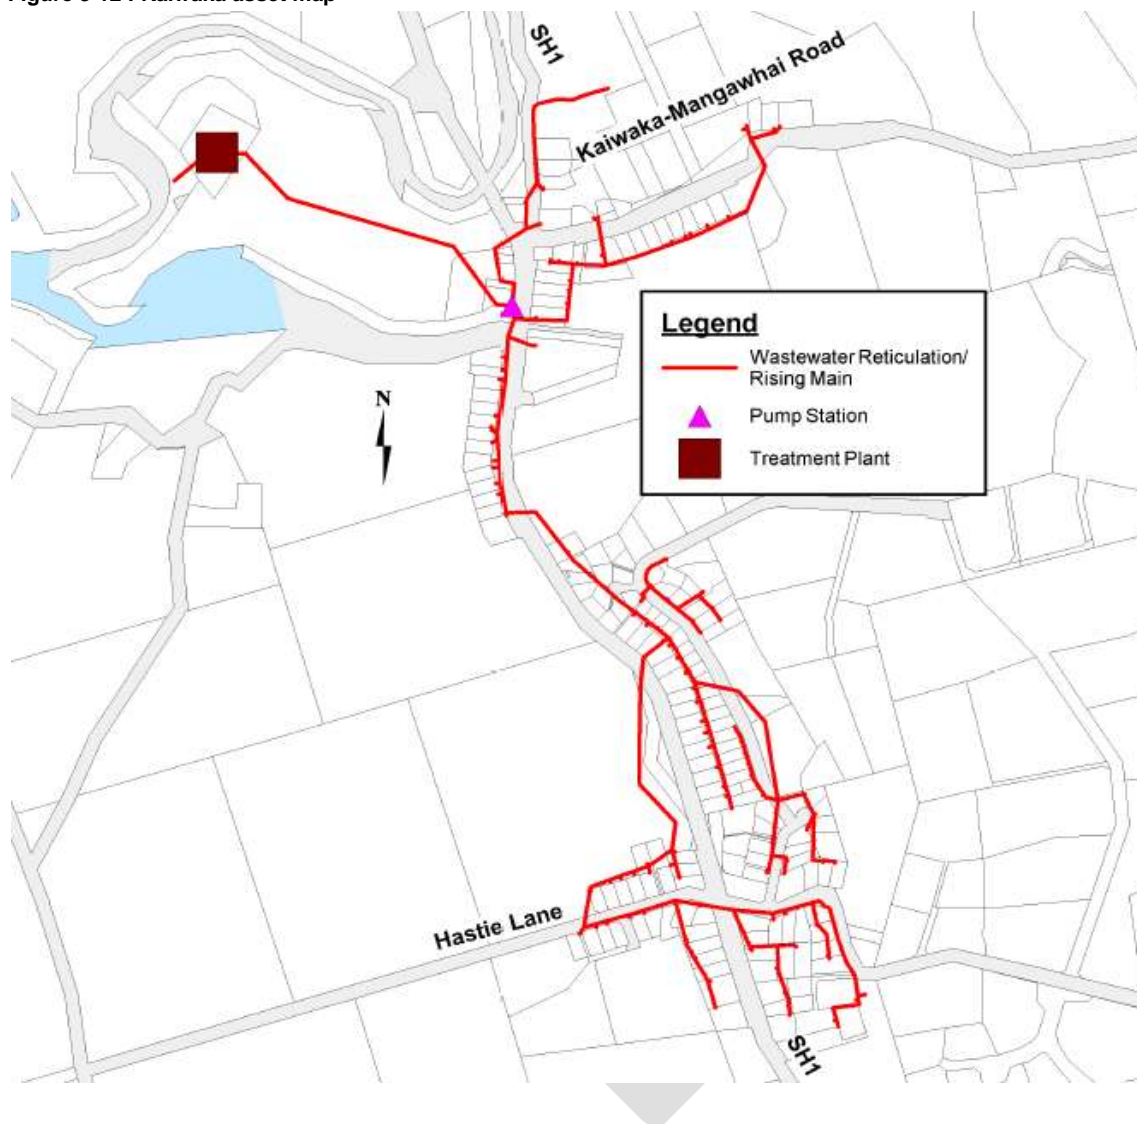 SH1
Kaiwaka-Mangawhai Road
Legend
Wastewater Reticulation/
Rising Main
Pump Station
Treatment Plant
N
Hastie Lane
SH1